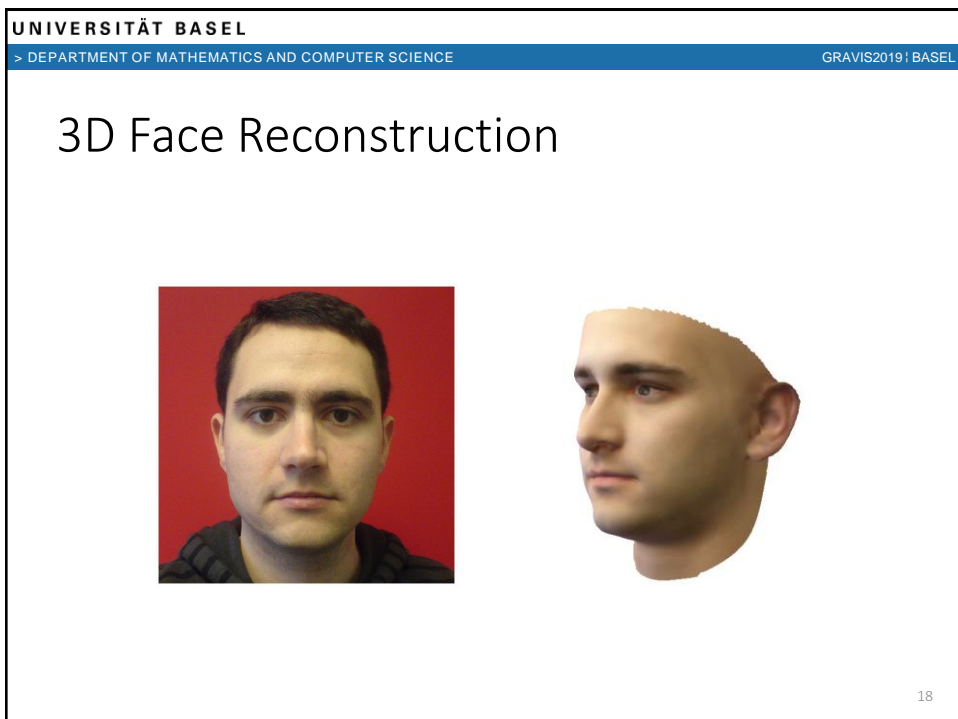 UNIVERSITÄT BASEL
> DEPARTMENT OF MATHEMATICS AND COMPUTER SCIENCE GRAVIS2019 ¦ BASEL
3D Face Reconstruction
18